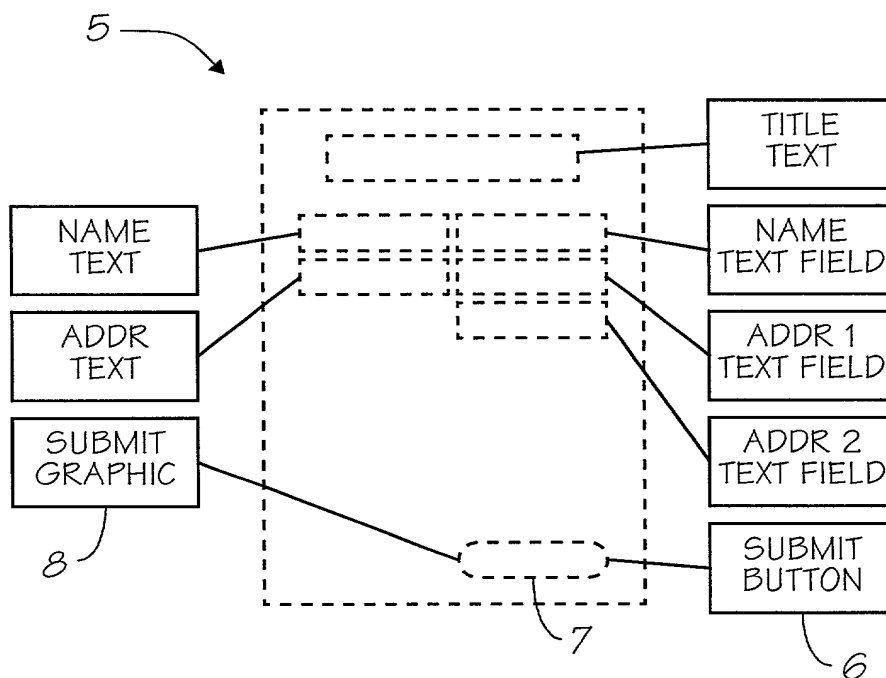 5
TITLE
TEXT
NAME
TEXT
NAME
TEXT FIELD
ADDR
TEXT
ADDR 1
TEXT FIELD
SUBMIT
GRAPHIC
ADDR 2
TEXT FIELD
8
SUBMIT
BUTTON
7
6